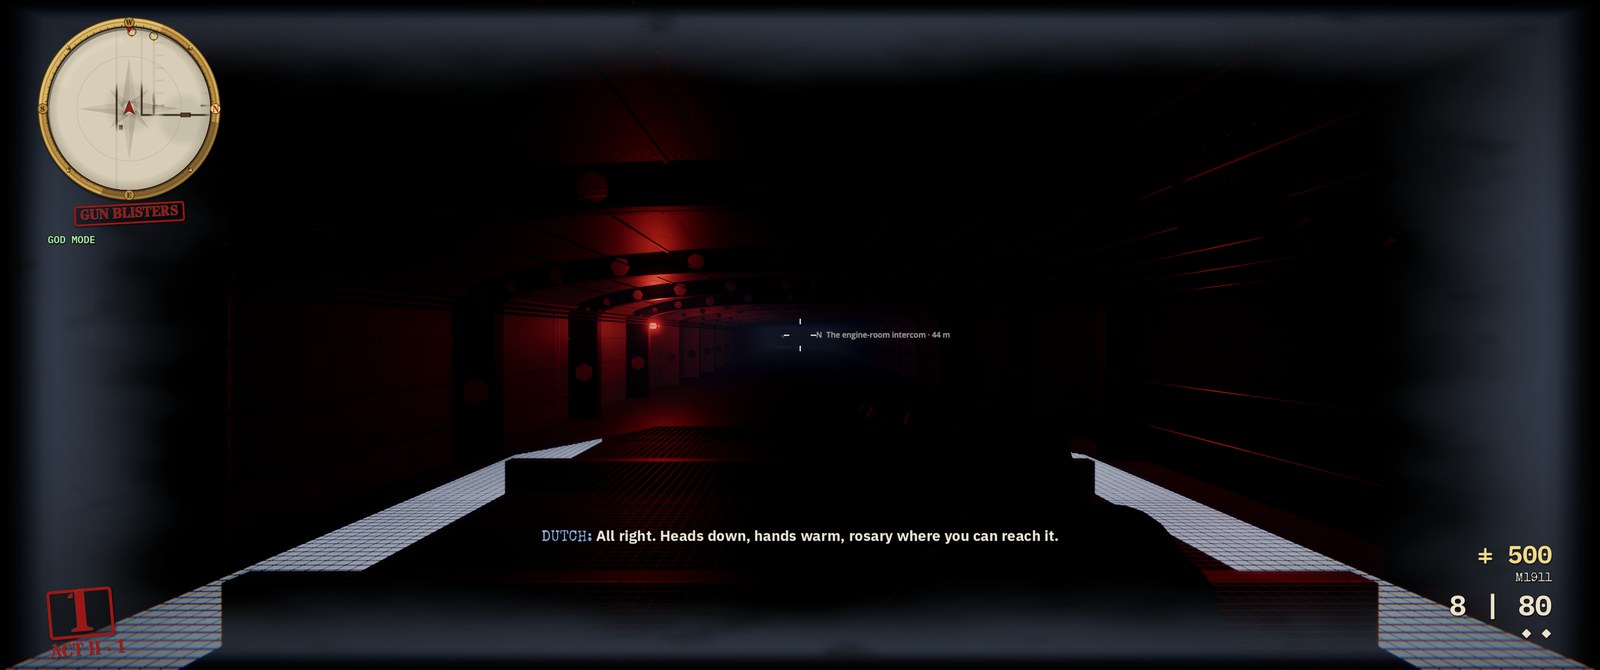 W
S
N
E
GUN BLISTERS
GOD MODE
N The engine-room intercom · 44 m
DUTCH: All right. Heads down, hands warm, rosary where you can reach it.
500
M1911
8 | 80
1
ACT II - 1